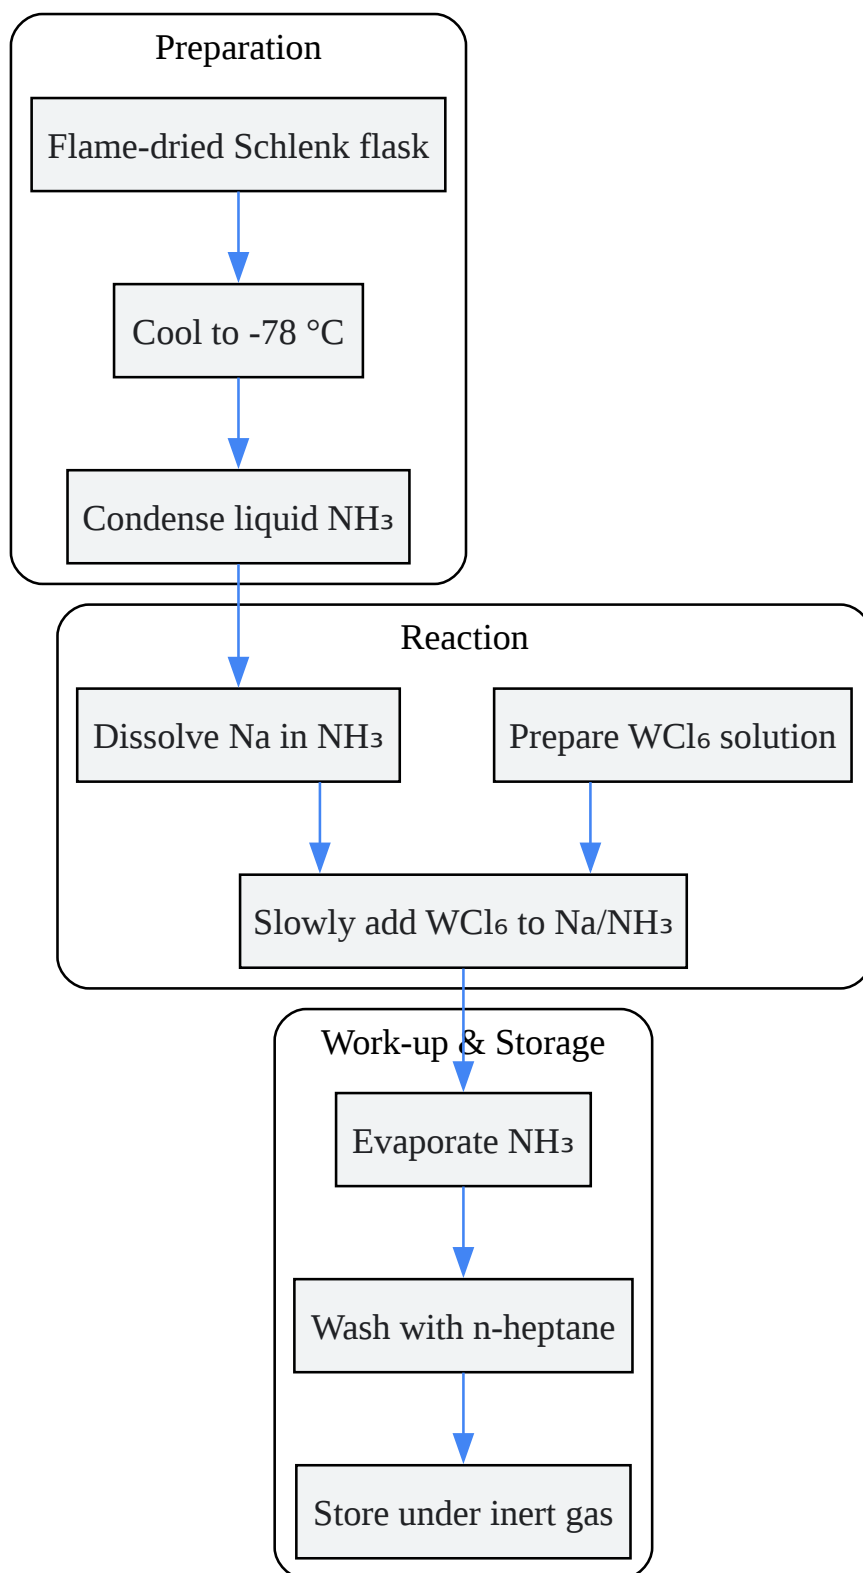 Preparation
Flame-dried Schlenk flask
Cool to -78 °C
Condense liquid NH₃
Reaction
Dissolve Na in NH₃
Prepare WCl₆ solution
Slowly add WCl₆ to Na/NH₃
Work-up & Storage
Evaporate NH₃
Wash with n-heptane
Store under inert gas